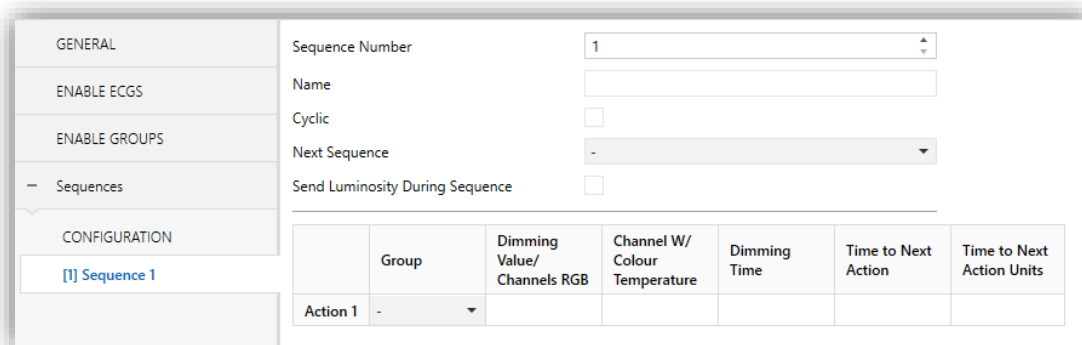 GENERAL
ENABLE ECGS
ENABLE GROUPS
− Sequences
CONFIGURATION
[1] Sequence 1
Sequence Number 1
Name
Cyclic
Next Sequence -
Send Luminosity During Sequence
Group
Dimming
Value/
Channels RGB
Channel W/
Colour
Temperature
Dimming
Time
Time to Next
Action
Time to Next
Action Units
Action 1 -